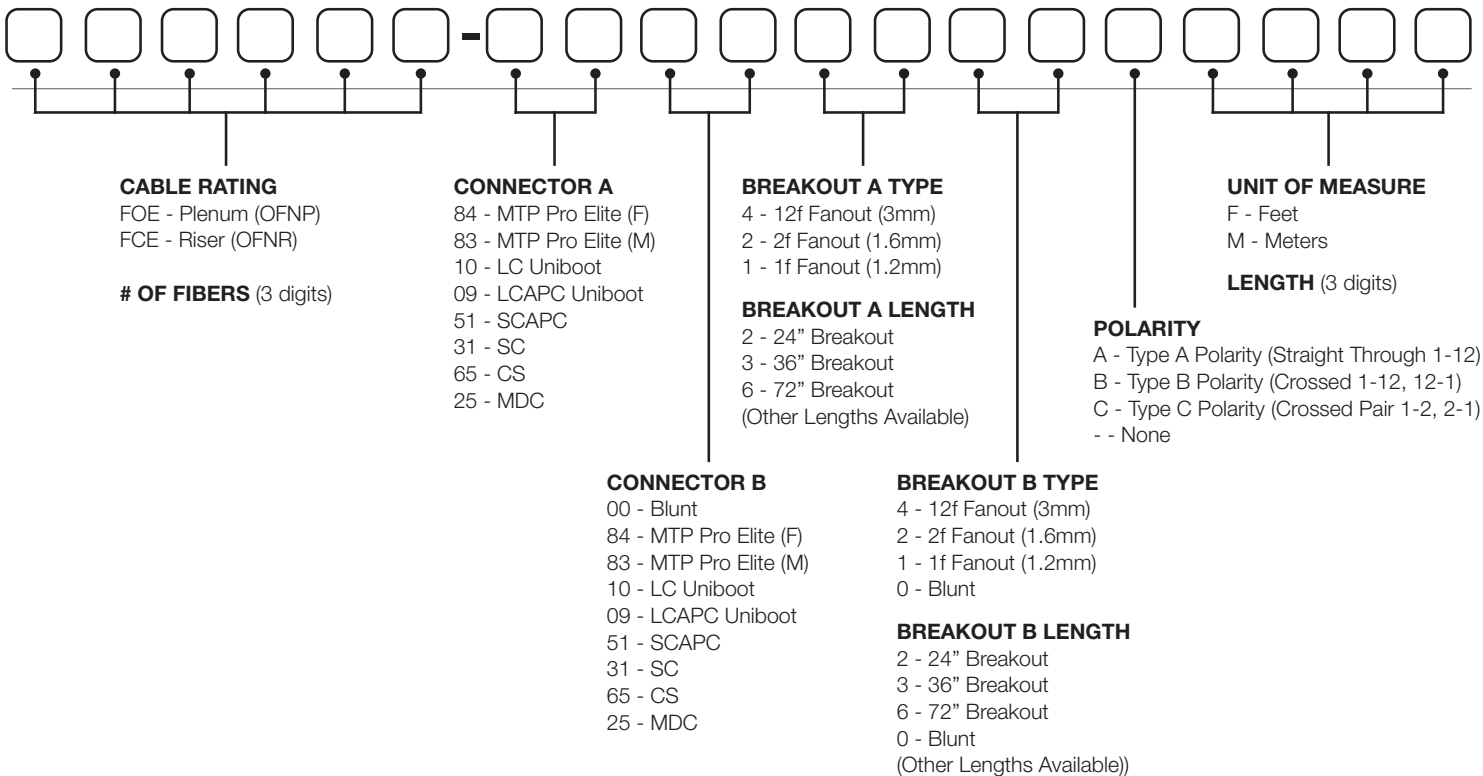 CABLE RATING
FOE - Plenum (OFNP)
FCE - Riser (OFNR)
# OF FIBERS (3 digits)
CONNECTOR A
84 - MTP Pro Elite (F)
83 - MTP Pro Elite (M)
10 - LC Uniboot
09 - LCAPC Uniboot
51 - SCAPC
31 - SC
65 - CS
25 - MDC
CONNECTOR B
00 - Blunt
84 - MTP Pro Elite (F)
83 - MTP Pro Elite (M)
10 - LC Uniboot
09 - LCAPC Uniboot
51 - SCAPC
31 - SC
65 - CS
25 - MDC
BREAKOUT A TYPE
4 - 12f Fanout (3mm)
2 - 2f Fanout (1.6mm)
1 - 1f Fanout (1.2mm)
BREAKOUT A LENGTH
2 - 24” Breakout
3 - 36” Breakout
6 - 72” Breakout
(Other Lengths Available)
BREAKOUT B TYPE
4 - 12f Fanout (3mm)
2 - 2f Fanout (1.6mm)
1 - 1f Fanout (1.2mm)
0 - Blunt
BREAKOUT B LENGTH
2 - 24” Breakout
3 - 36” Breakout
6 - 72” Breakout
0 - Blunt
(Other Lengths Available))
POLARITY
A - Type A Polarity (Straight Through 1-12)
B - Type B Polarity (Crossed 1-12, 12-1)
C - Type C Polarity (Crossed Pair 1-2, 2-1)
- - None
UNIT OF MEASURE
F - Feet
M - Meters
LENGTH (3 digits)